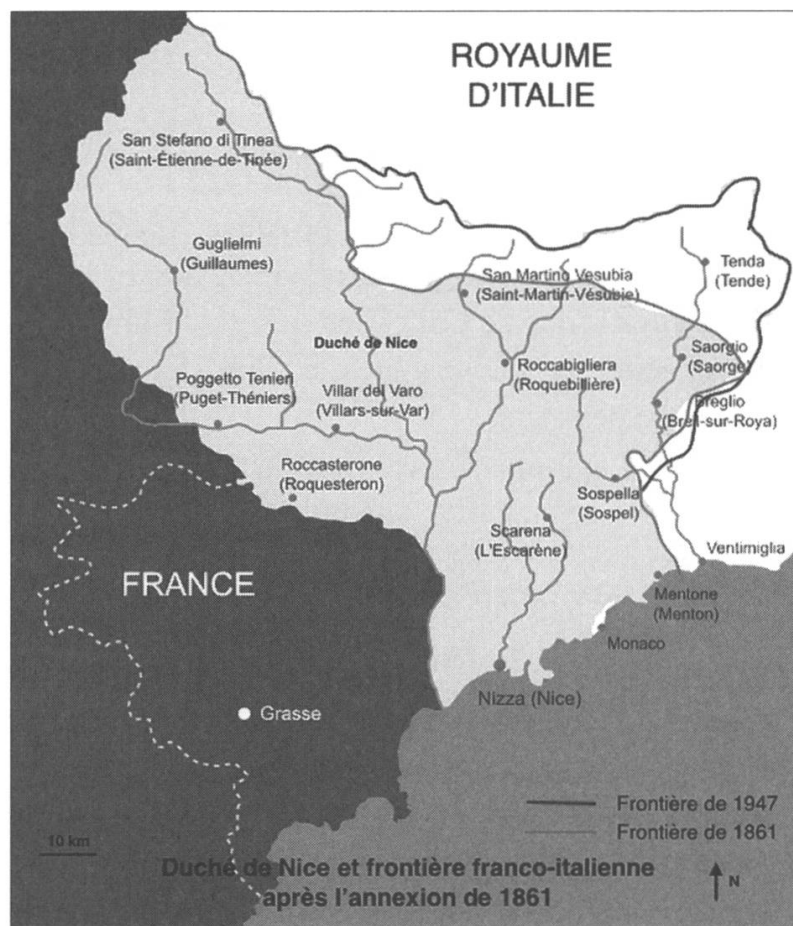 ROYAUME
D'ITALIE
San Stefano di Tinea
(Saint-Étienne-de-Tinée)
Guglielmi
(Guillaumes)
San Martino Vesubia
(Saint-Martin-Vésubie)
Tenda
(Tende)
Duché de Nice
Saorgio
(Saorge)
Poggetto Tenieri
(Puget-Théniers)
Villar del Varo
(Villars-sur-Var)
Roccabigliera
(Roquebillière)
Breglio
(Breil-sur-Roya)
Roccasterone
(Roquesteron)
Sospella
(Sospel)
Scarena
(L'Escarène)
Ventimiglia
FRANCE
Mentone
(Menton)
Monaco
Nizza (Nice)
Grasse
Frontière de 1947
Frontière de 1861
10 km
Duché de Nice et frontière franco-italienne
après l'annexion de 1861
N